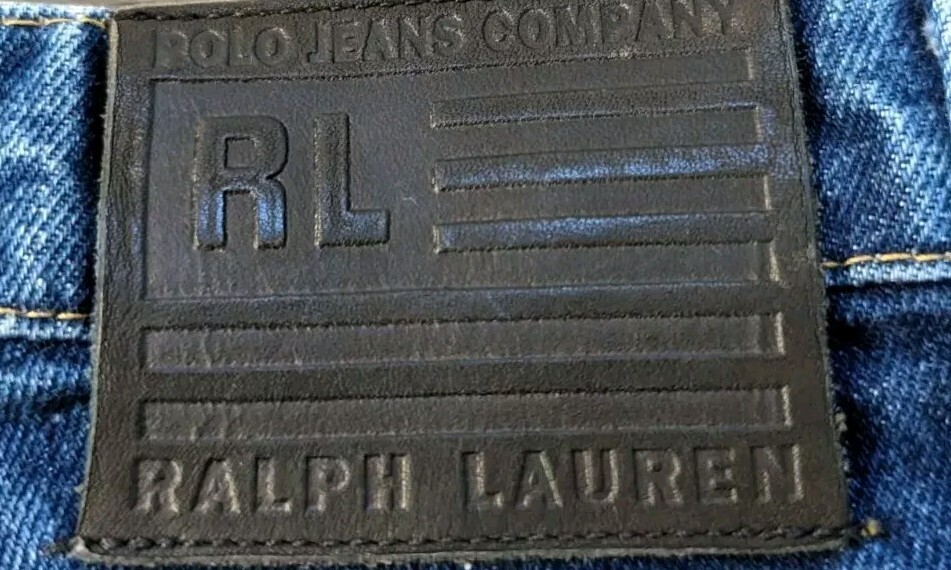 POLO JEANS COMPANY
RL
RALPH LAUREN